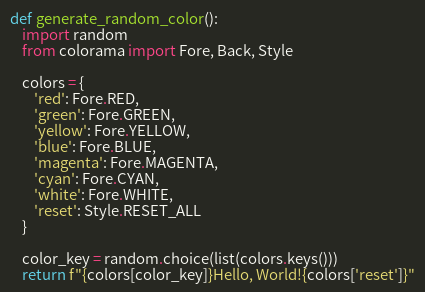 def generate_random_color():
    import random
    from colorama import Fore, Back, Style

    colors = {
        'red': Fore.RED,
        'green': Fore.GREEN,
        'yellow': Fore.YELLOW,
        'blue': Fore.BLUE,
        'magenta': Fore.MAGENTA,
        'cyan': Fore.CYAN,
        'white': Fore.WHITE,
        'reset': Style.RESET_ALL
    }

    color_key = random.choice(list(colors.keys()))
    return f"{colors[color_key]}Hello, World!{colors['reset']}"